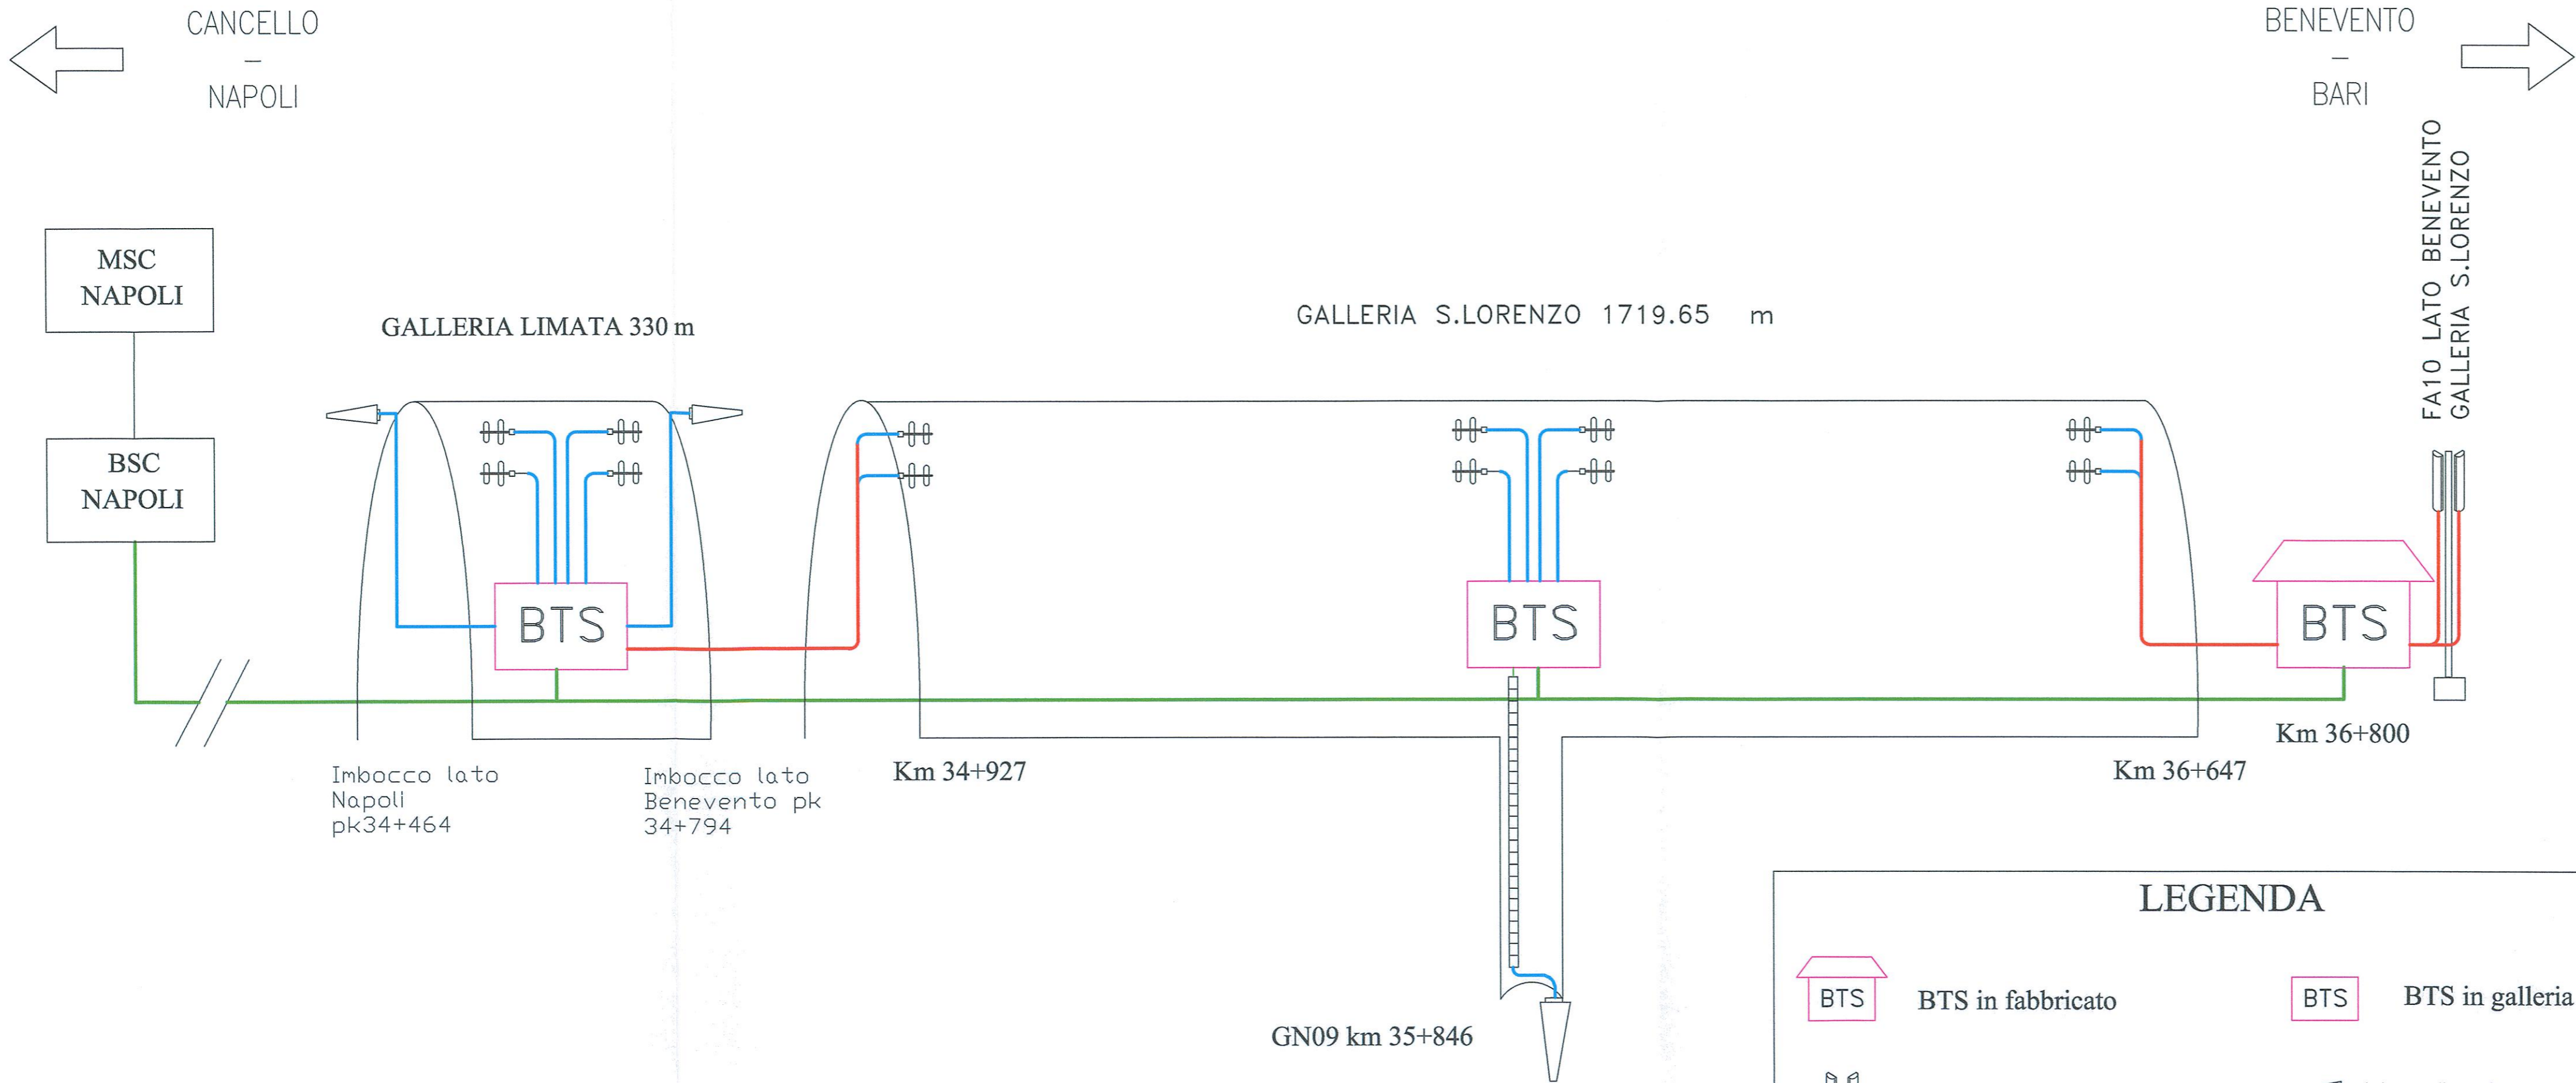 CANCELLO
–
NAPOLI
BENEVENTO
–
BARI
FA10 LATO BENEVENTO
GALLERIA S.LORENZO
MSC
NAPOLI
BSC
NAPOLI
GALLERIA LIMATA 330 m
GALLERIA S.LORENZO 1719.65 m
BTS
BTS
BTS
Imbocco lato
Napoli
pk34+464
Imbocco lato
Benevento pk
34+794
Km 34+927
Km 36+647
Km 36+800
GN09 km 35+846
LEGENDA
BTS
BTS in fabbricato
BTS
BTS in galleria